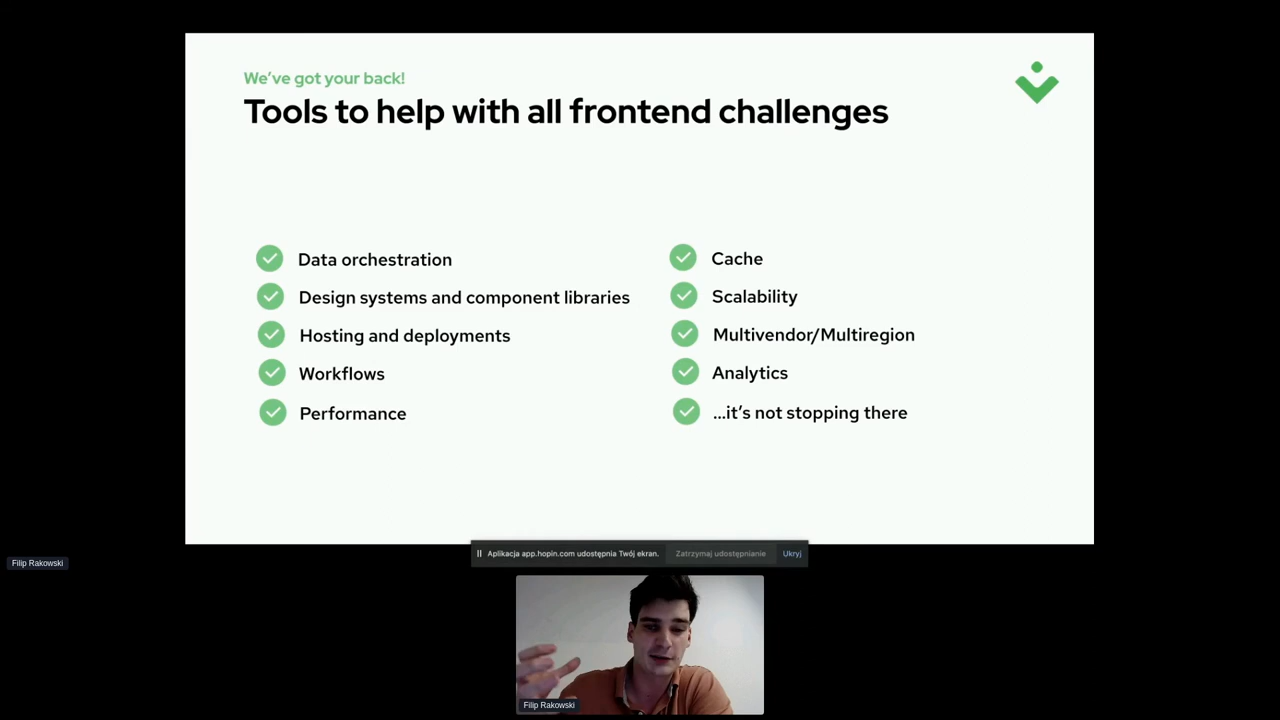 We've got your back!
Tools to help with all frontend challenges
Data orchestration
Design systems and component libraries
Hosting and deployments
Workflows
Performance
Cache
Scalability
Multivendor/Multiregion
Analytics
...it's not stopping there
Aplikacja app.hopin.com udostępnia Twój ekran.
Zatrzymaj udostępnianie
Ukryj
Filip Rakowski
Filip Rakowski